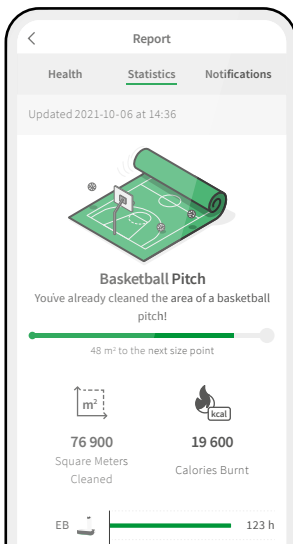 Report
Health Statistics Notifications
Updated 2021-10-06 at 14:36
Basketball Pitch
You've already cleaned the area of a basketball
pitch!
48 m² to the next size point
m²
kcal
76 900 19 600
Square Meters
Cleaned
Calories Burnt
EB 123 h